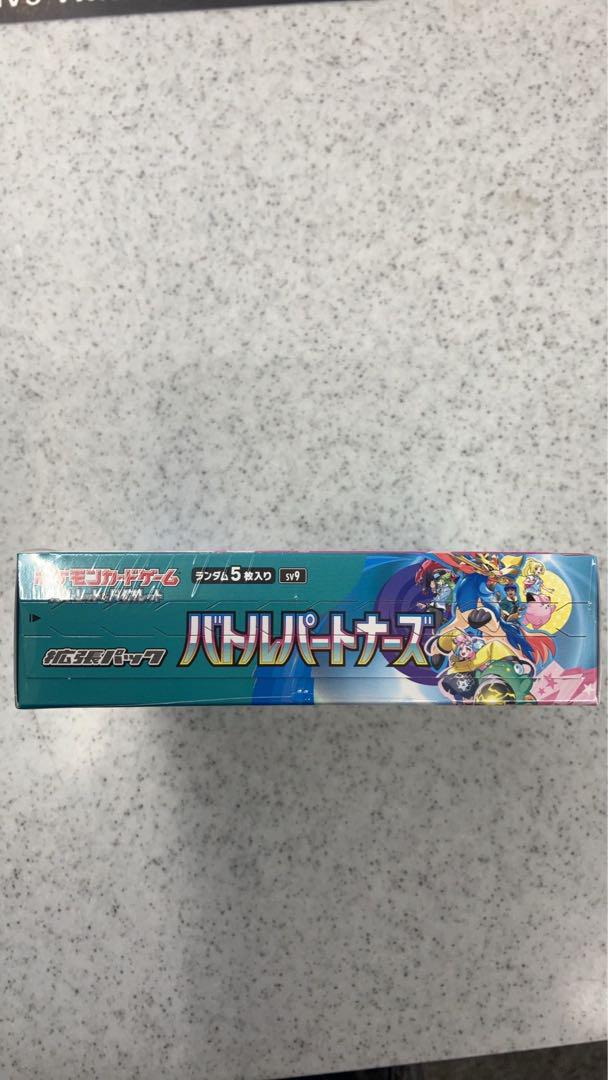 ポケモンカードゲーム
ランダム5枚入り
sv9
拡張パック
バトルパートナーズ